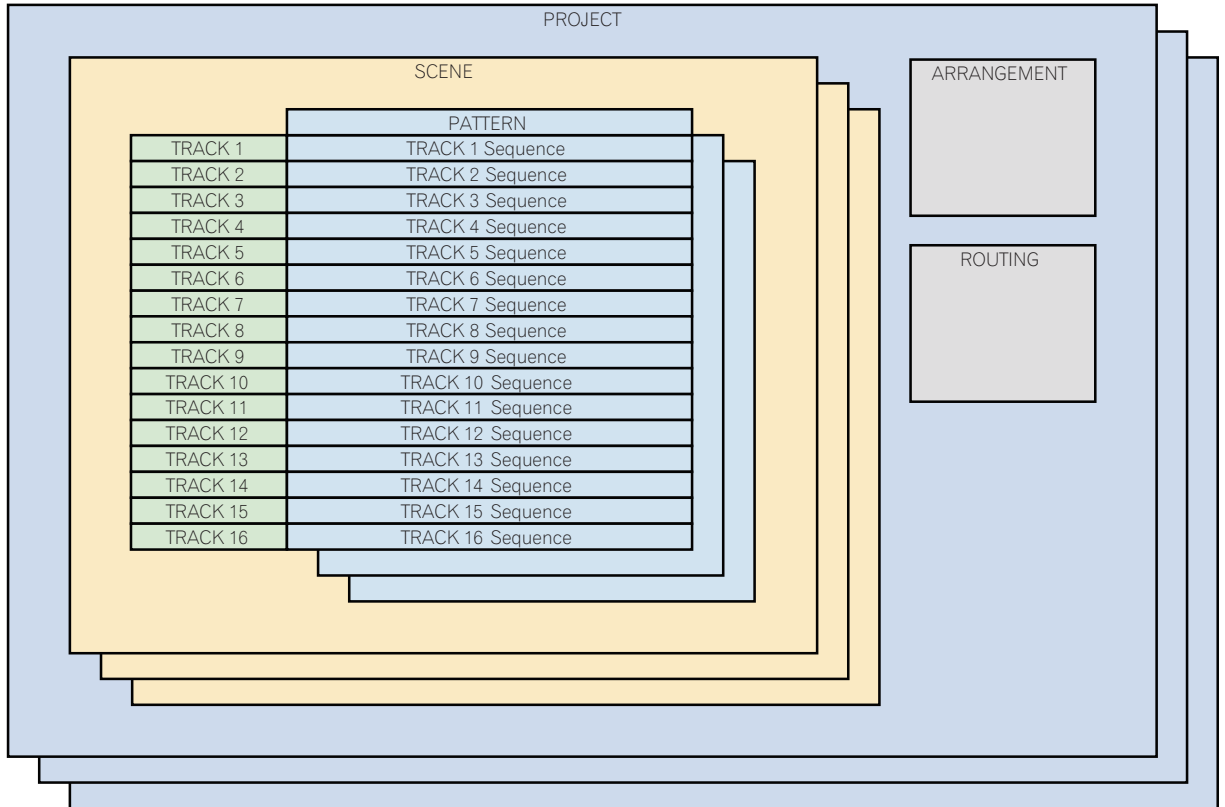 PROJECT
SCENE
ARRANGEMENT
PATTERN
TRACK 1 TRACK 1 Sequence
TRACK 2 TRACK 2 Sequence
TRACK 3 TRACK 3 Sequence
TRACK 4 TRACK 4 Sequence
TRACK 5 TRACK 5 Sequence
TRACK 6 TRACK 6 Sequence
TRACK 7 TRACK 7 Sequence
TRACK 8 TRACK 8 Sequence
TRACK 9 TRACK 9 Sequence
TRACK 10 TRACK 10 Sequence
TRACK 11 TRACK 11 Sequence
TRACK 12 TRACK 12 Sequence
TRACK 13 TRACK 13 Sequence
TRACK 14 TRACK 14 Sequence
TRACK 15 TRACK 15 Sequence
TRACK 16 TRACK 16 Sequence
ROUTING